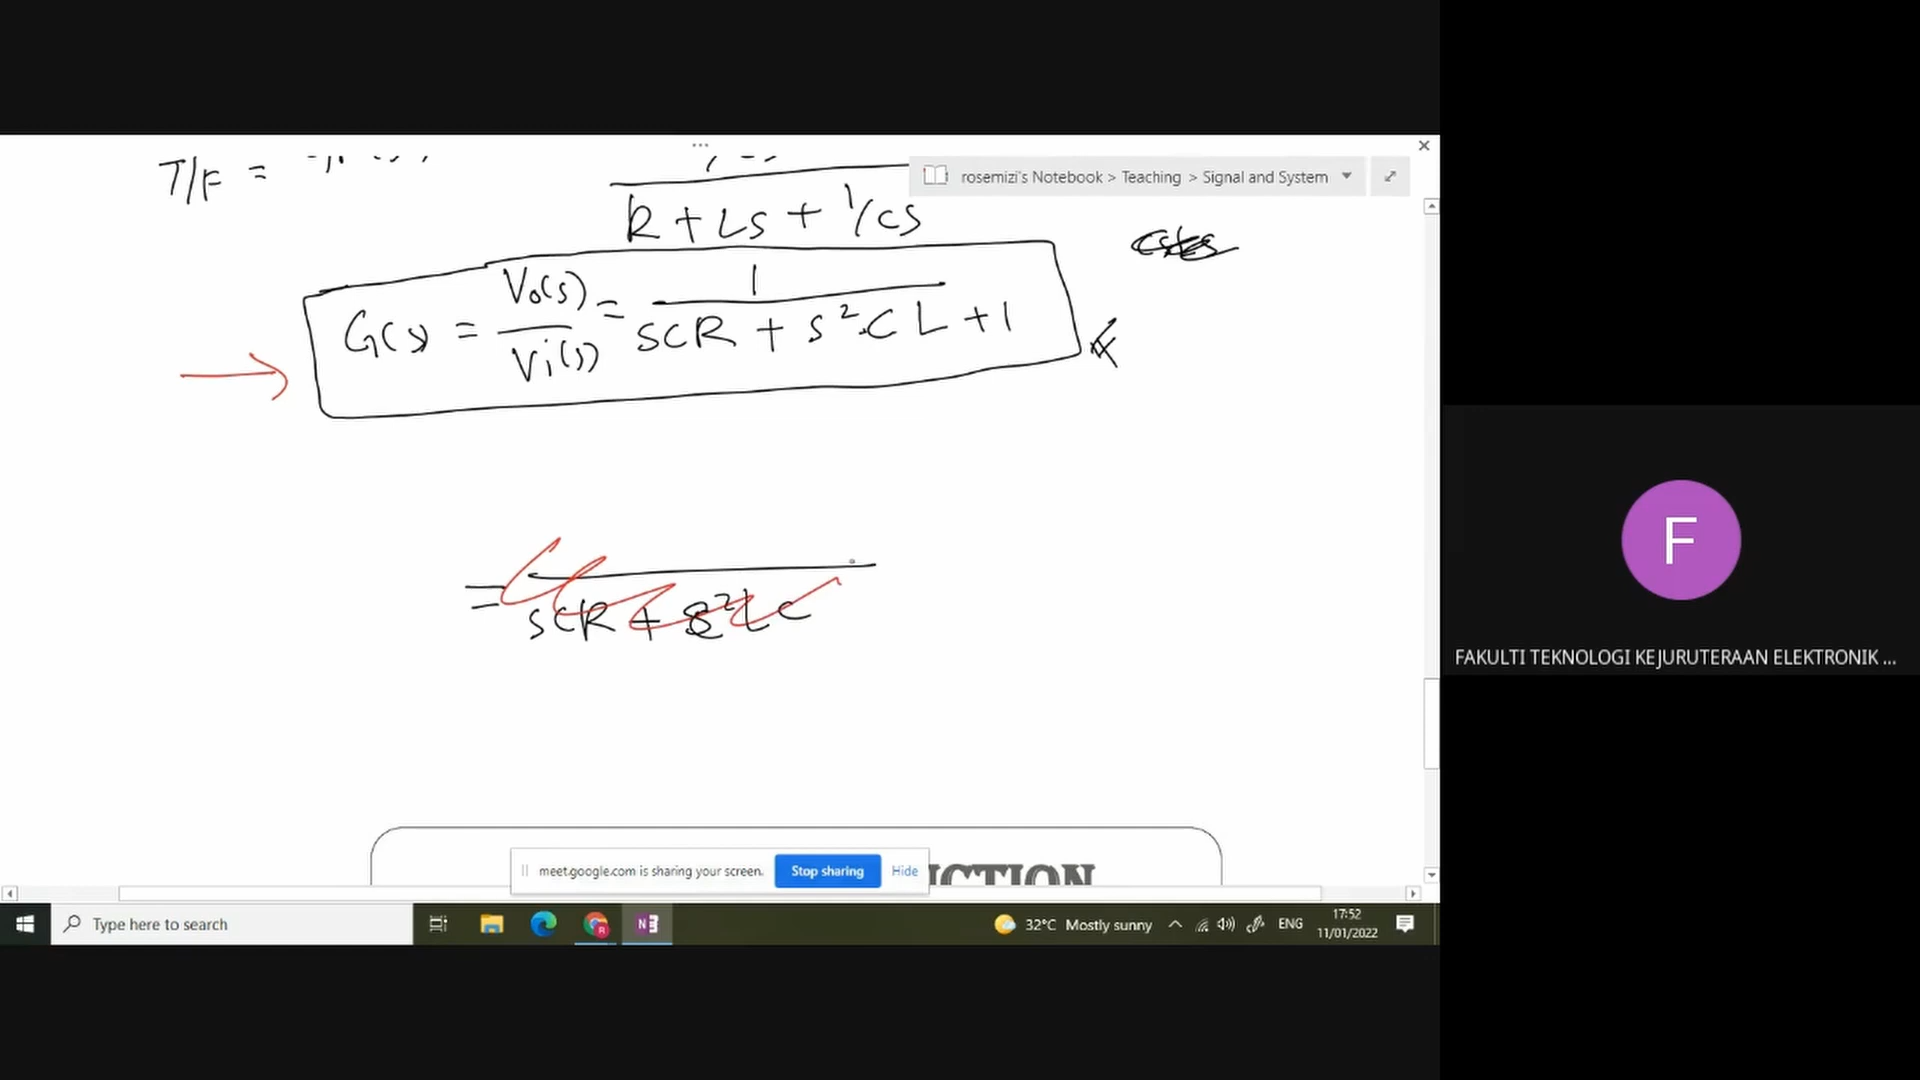 T/F =
rosemizi's Notebook > Teaching > Signal and System
R + LS + 1/CS
G(s) = Vo(s)/Vi(s) = 1/(SCR + S².CL + 1)
=
SCR + S²LC
F
FAKULTI TEKNOLOGI KEJURUTERAAN ELEKTRONIK ...
meet.google.com is sharing your screen. Stop sharing Hide
Type here to search
32°C Mostly sunny
ENG
17:52
11/01/2022